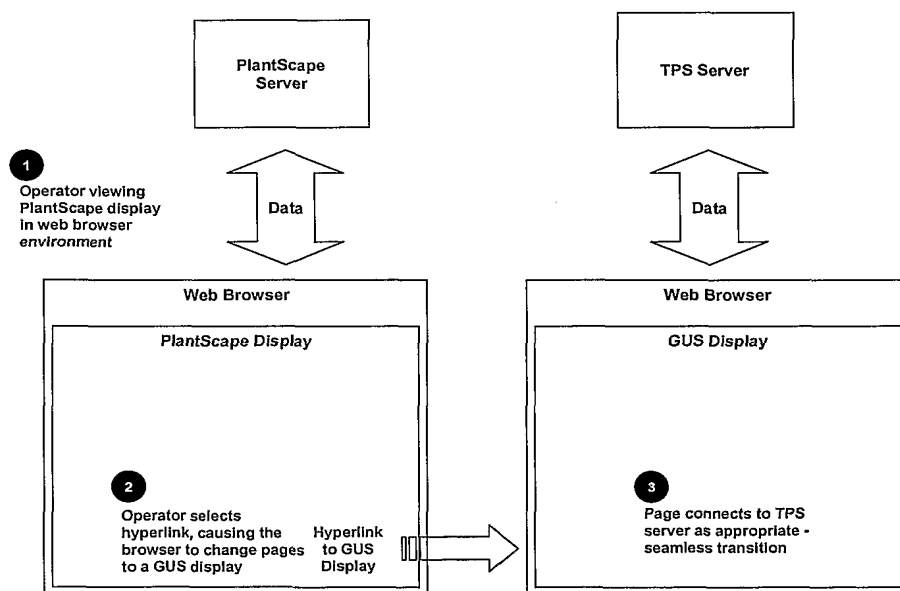 PlantScape
Server
TPS Server
1
Operator viewing
PlantScape display
in web browser
environment
Data
Data
Web Browser
PlantScape Display
2
Operator selects
hyperlink, causing the
browser to change pages
to a GUS display
Hyperlink
to GUS
Display
Web Browser
GUS Display
3
Page connects to TPS
server as appropriate -
seamless transition